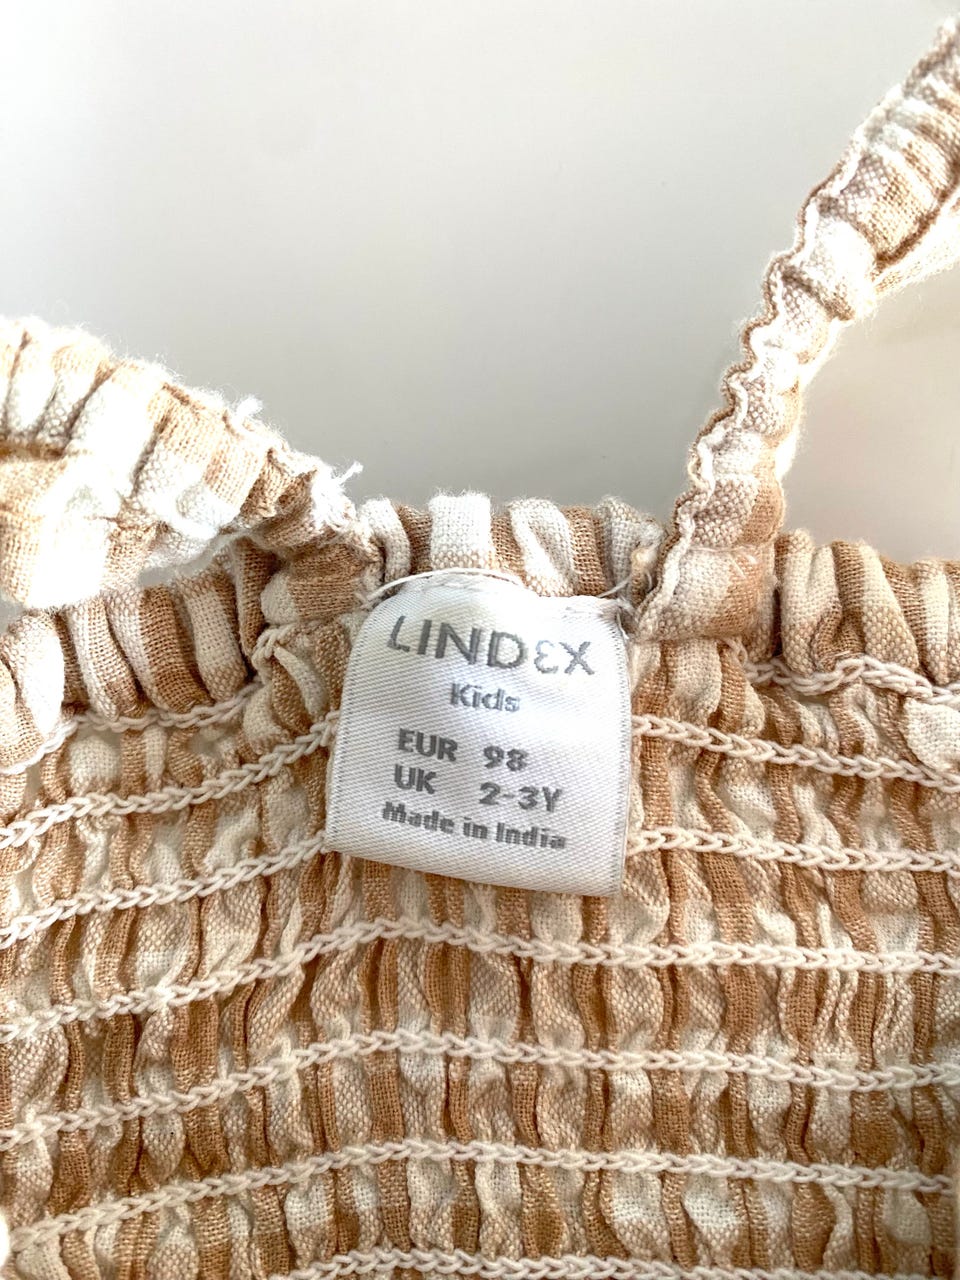 LINDEX
Kids
EUR 98
UK 2-3Y
Made in India